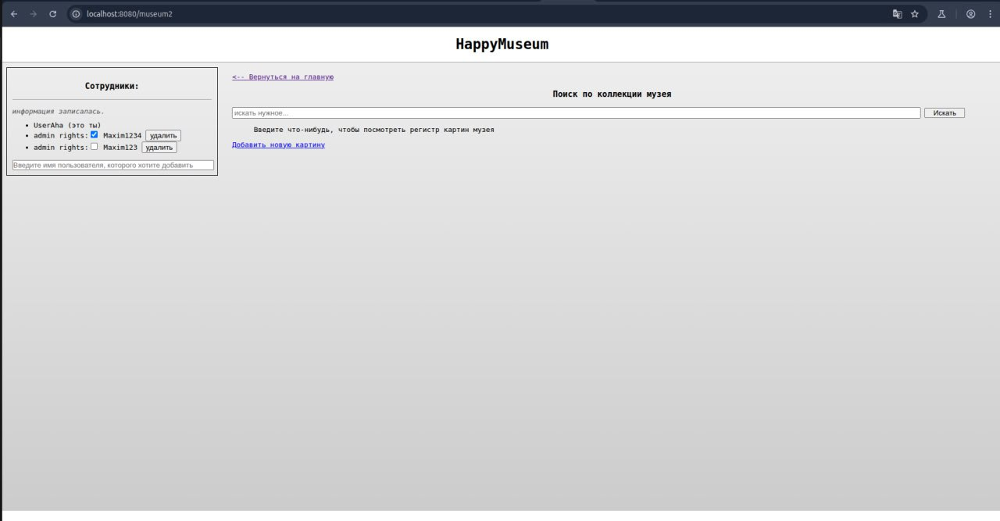 localhost:8080/museum2
HappyMuseum
Сотрудники:
информация записалась.
UserAha (это ты)
admin rights: Maxim1234 удалить
admin rights: Maxim123 удалить
Введите имя пользователя, которого хотите добавить
<-- Вернуться на главную
Поиск по коллекции музея
искать нужное... Искать
Введите что-нибудь, чтобы посмотреть регистр картин музея
Добавить новую картину